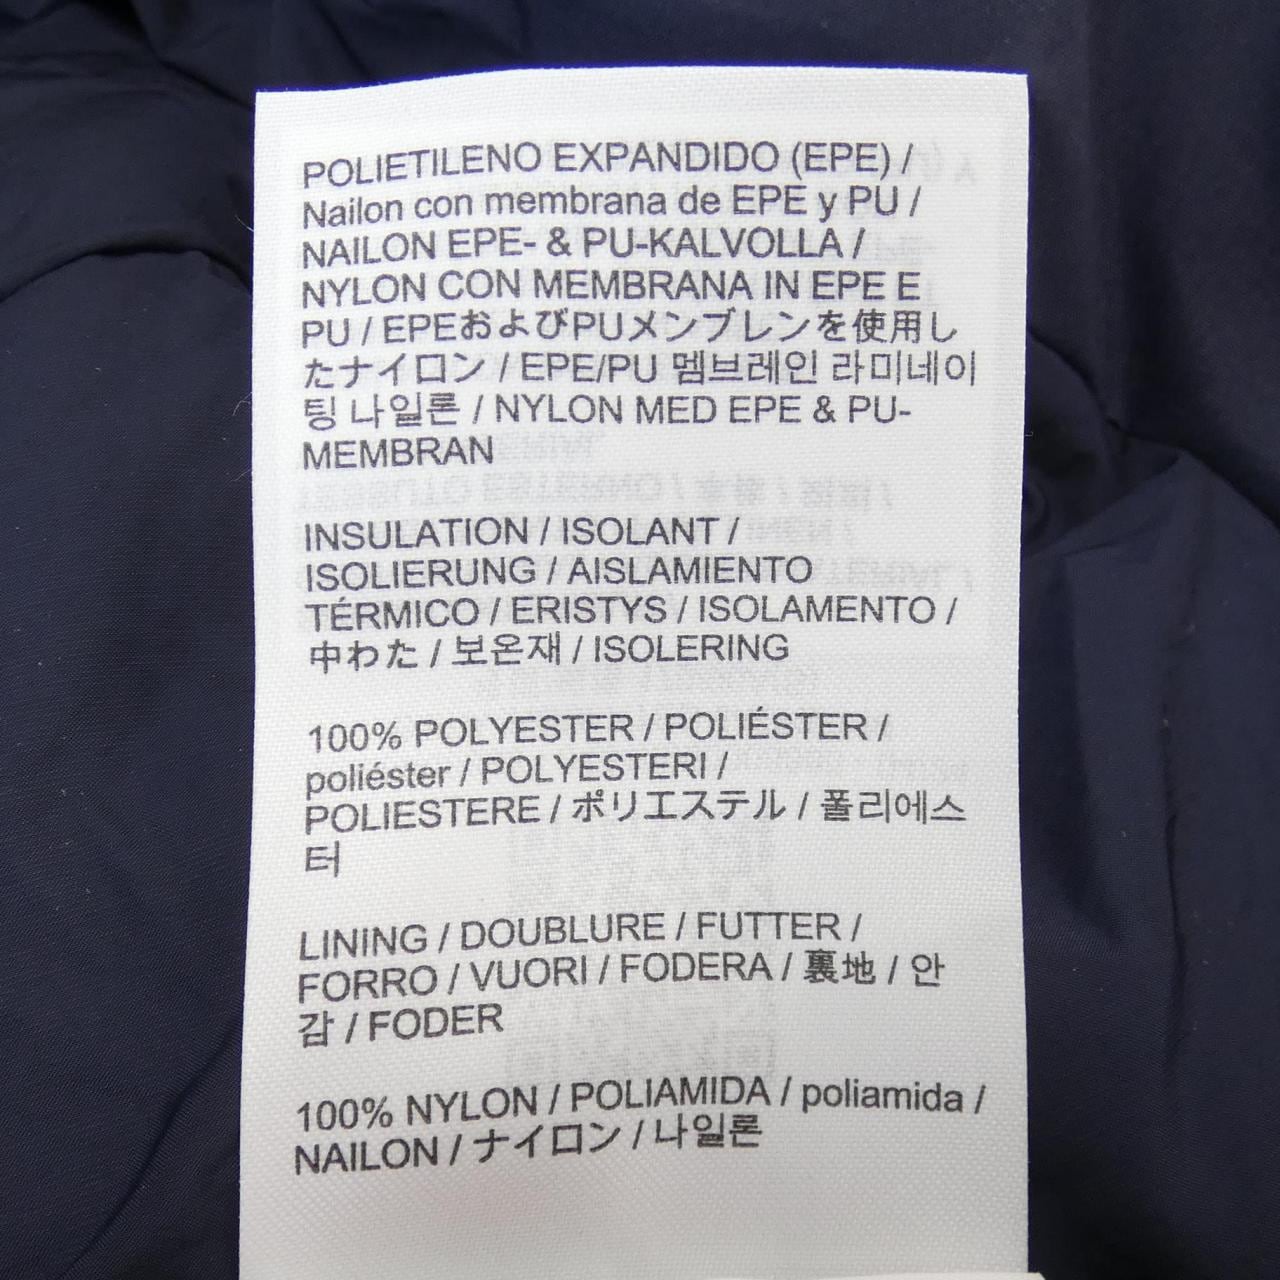 POLIETILENO EXPANDIDO (EPE) /
Nailon con membrana de EPE y PU /
NAILON EPE- & PU-KALVOLLA /
NYLON CON MEMBRANA IN EPE E
PU / EPEおよびPUメンブレンを使用し
たナイロン / EPE/PU 멤브레인 라미네이
팅 나일론 / NYLON MED EPE & PU-
MEMBRAN
INSULATION / ISOLANT /
ISOLIERUNG / AISLAMIENTO
TÉRMICO / ERISTYS / ISOLAMENTO /
中わた / 보온재 / ISOLERING
100% POLYESTER / POLIÉSTER /
poliéster / POLYESTERI /
POLIESTERE / ポリエステル / 폴리에스
터
LINING / DOUBLURE / FUTTER /
FORRO / VUORI / FODERA / 裏地 / 안
감 / FODER
100% NYLON / POLIAMIDA / poliamida /
NAILON / ナイロン / 나일론